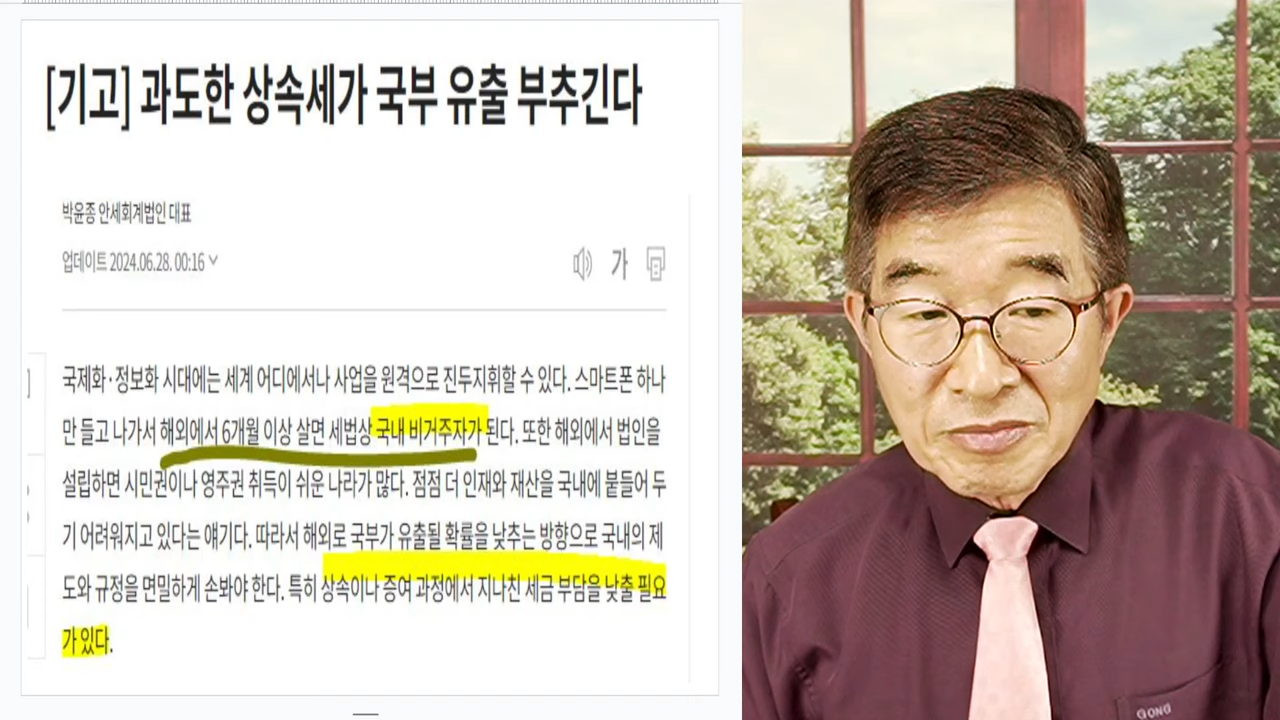 [기고] 과도한 상속세가 국부 유출 부추긴다
박윤종 안세회계법인 대표
업데이트 2024.06.28. 00:16
가
국제화·정보화 시대에는 세계 어디에서나 사업을 원격으로 진두지휘할 수 있다. 스마트폰 하나
만 들고 나가서 해외에서 6개월 이상 살면 세법상 국내 비거주자가 된다. 또한 해외에서 법인을
설립하면 시민권이나 영주권 취득이 쉬운 나라가 많다. 점점 더 인재와 재산을 국내에 붙들어 두
기 어려워지고 있다는 얘기다. 따라서 해외로 국부가 유출될 확률을 낮추는 방향으로 국내의 제
도와 규정을 면밀하게 손봐야 한다. 특히 상속이나 증여 과정에서 지나친 세금 부담을 낮출 필요
가 있다.
GONG